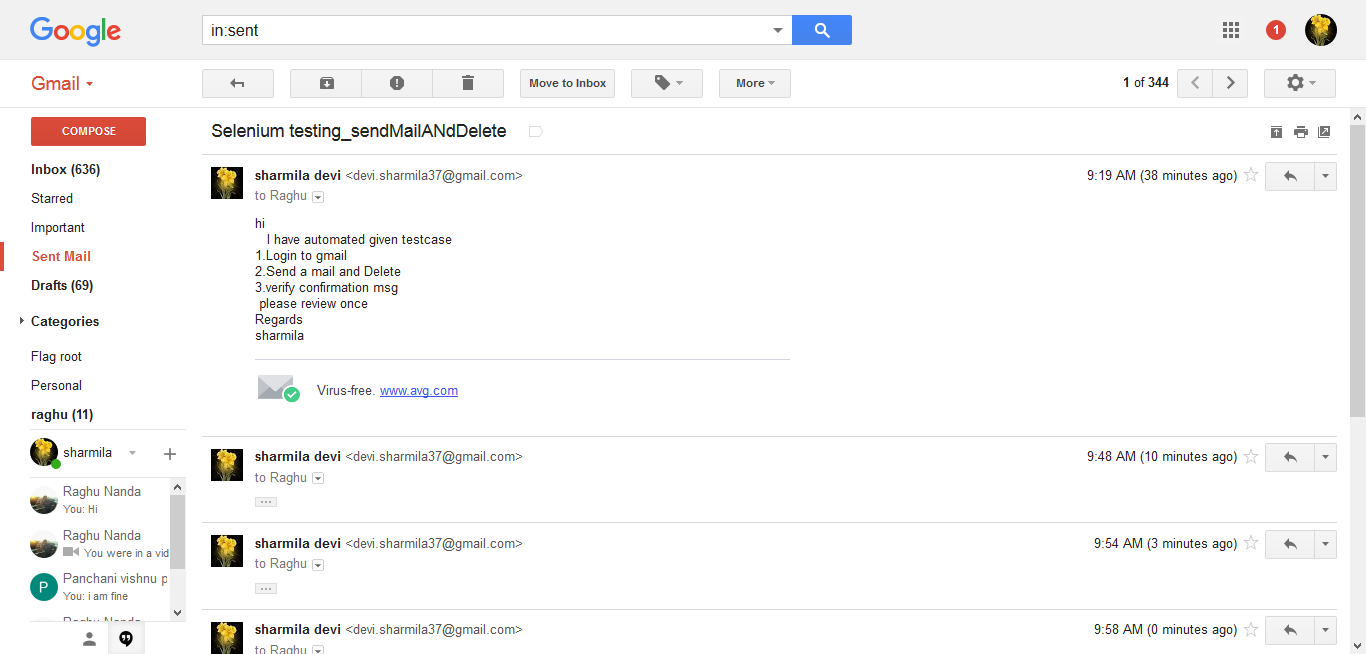 Google
in:sent
1
Gmail
Move to Inbox
More
1 of 344
COMPOSE
Inbox (636)
Starred
Important
Sent Mail
Drafts (69)
Categories
Flag root
Personal
raghu (11)
sharmila
Raghu Nanda
You: Hi
Raghu Nanda
You were in a vid
P
Panchani vishnu p
You: i am fine
Raghu Nanda
Selenium testing_sendMailANdDelete
sharmila devi <devi.sharmila37@gmail.com>
9:19 AM (38 minutes ago)
to Raghu
hi
I have automated given testcase
1.Login to gmail
2.Send a mail and Delete
3.verify confirmation msg
please review once
Regards
sharmila
Virus-free. www.avg.com
sharmila devi <devi.sharmila37@gmail.com>
9:48 AM (10 minutes ago)
to Raghu
sharmila devi <devi.sharmila37@gmail.com>
9:54 AM (3 minutes ago)
to Raghu
sharmila devi <devi.sharmila37@gmail.com>
9:58 AM (0 minutes ago)
to Raghu